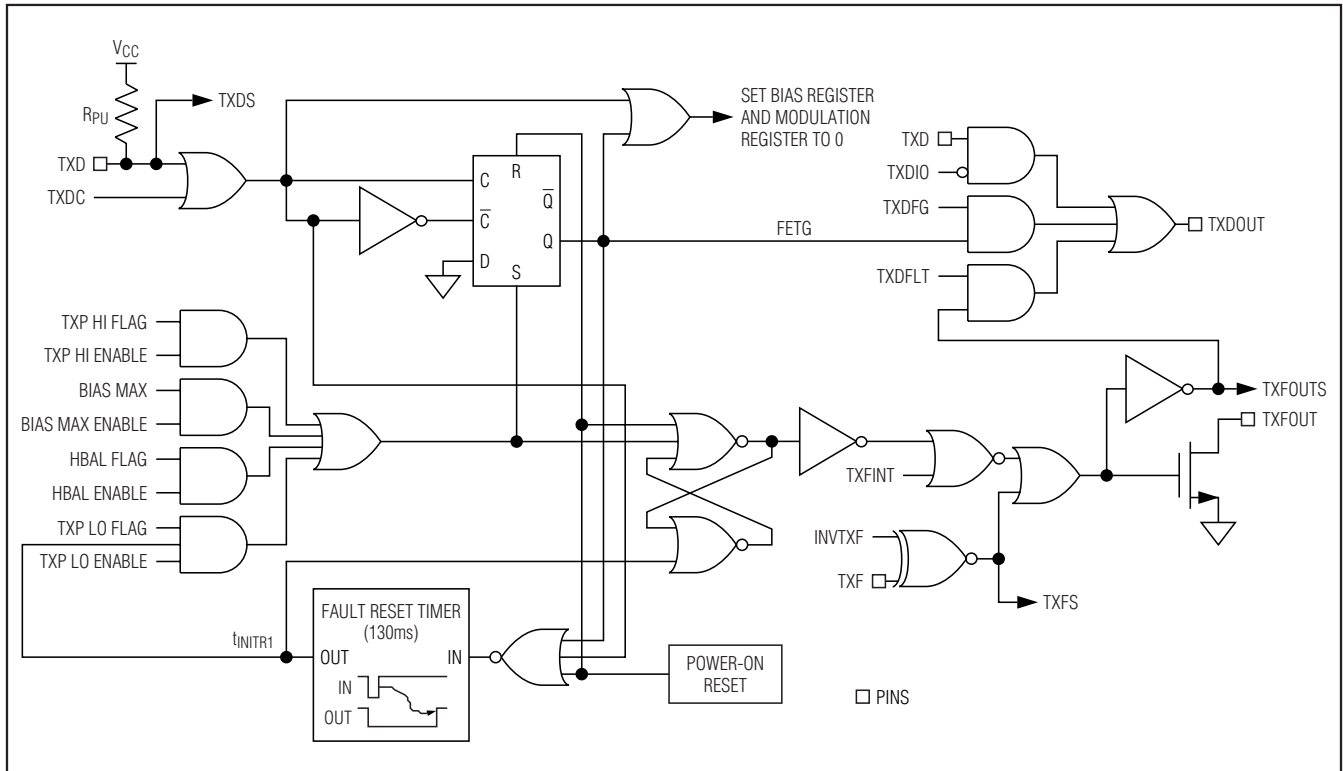 VCC
RPU
TXDS
TXD
TXDC
SET BIAS REGISTER
AND MODULATION
REGISTER TO 0
C
R
Q
C
Q
D
S
FETG
TXD
TXDIO
TXDFG
TXDFLT
TXDOUT
TXP HI FLAG
TXP HI ENABLE
BIAS MAX
BIAS MAX ENABLE
HBAL FLAG
HBAL ENABLE
TXP LO FLAG
TXP LO ENABLE
TXFINT
INVTXF
TXF
TXFS
TXFOUTS
TXFOUT
tINITR1
FAULT RESET TIMER
(130ms)
OUT
IN
IN
OUT
POWER-ON
RESET
PINS